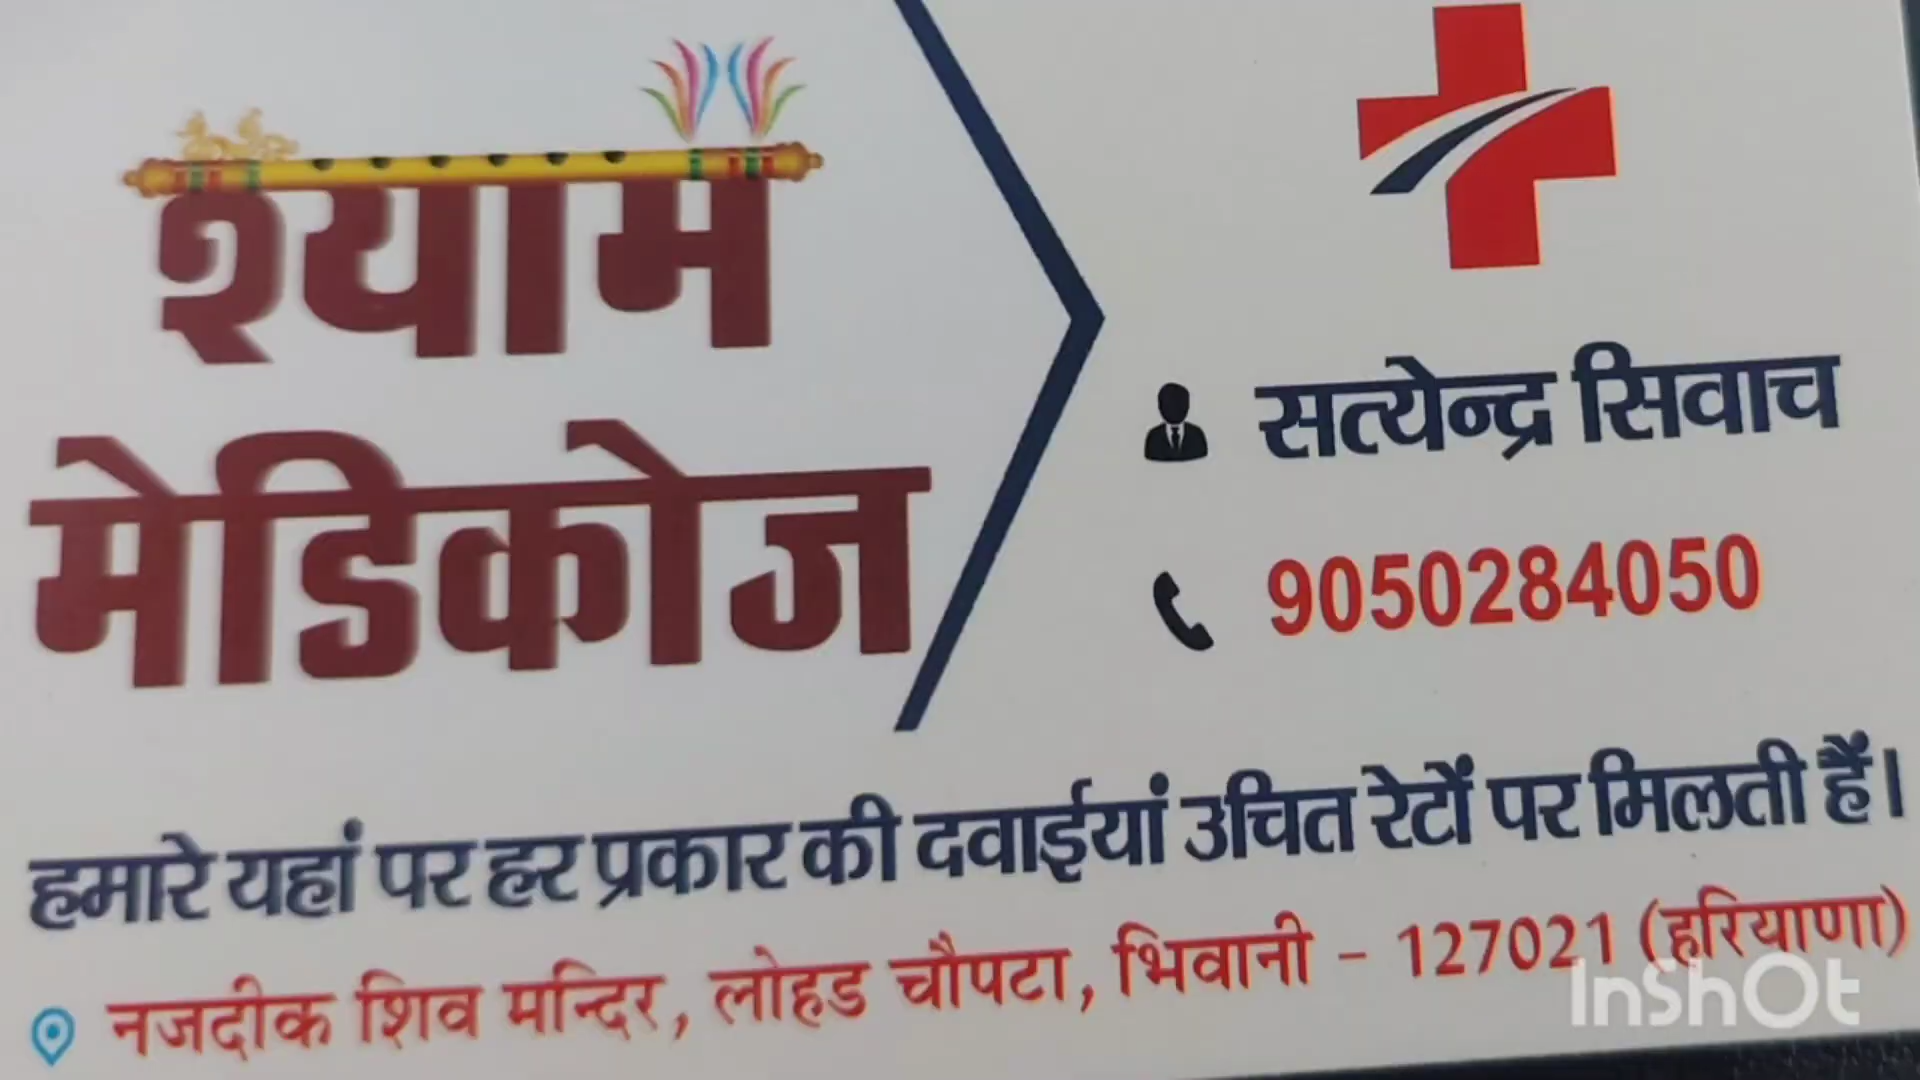 श्याम
मेडिकोज
सत्येन्द्र सिवाच
9050284050
हमारे यहां पर हर प्रकार की दवाईयां उचित रेटों पर मिलती हैं।
नजदीक शिव मन्दिर, लोहड चौपटा, भिवानी - 127021 (हरियाणा)
InShOt